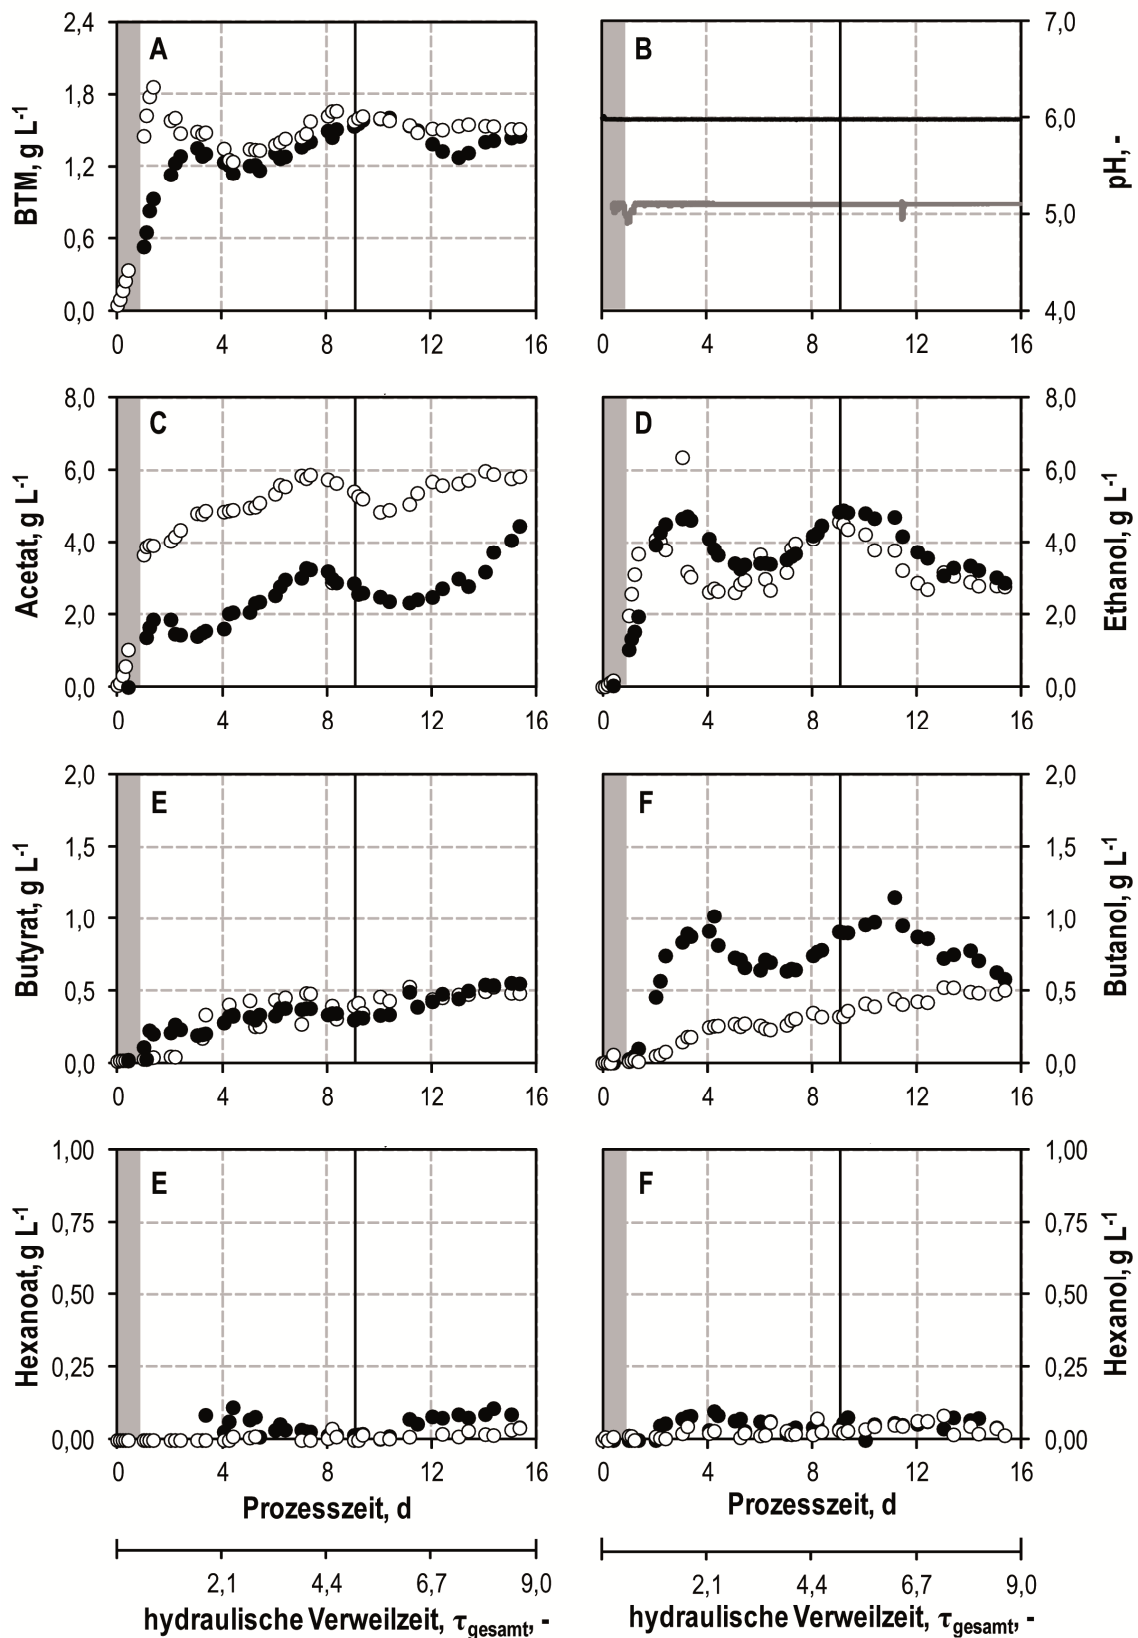 2,4
1,8
1,2
0,6
0,0
BTM, g L-1
A
0 4 8 12 16
B
7,0
6,0
5,0
4,0
pH, -
0 4 8 12 16
8,0
6,0
4,0
2,0
0,0
Acetat, g L-1
C
0 4 8 12 16
D
8,0
6,0
4,0
2,0
0,0
Ethanol, g L-1
0 4 8 12 16
2,0
1,5
1,0
0,5
0,0
Butyrat, g L-1
E
0 4 8 12 16
F
2,0
1,5
1,0
0,5
0,0
Butanol, g L-1
0 4 8 12 16
1,00
0,75
0,50
0,25
0,00
Hexanoat, g L-1
E
0 4 8 12 16
Prozesszeit, d
F
1,00
0,75
0,50
0,25
0,00
Hexanol, g L-1
0 4 8 12 16
Prozesszeit, d
2,1 4,4 6,7 9,0
hydraulische Verweilzeit, τgesamt, -
2,1 4,4 6,7 9,0
hydraulische Verweilzeit, τgesamt, -